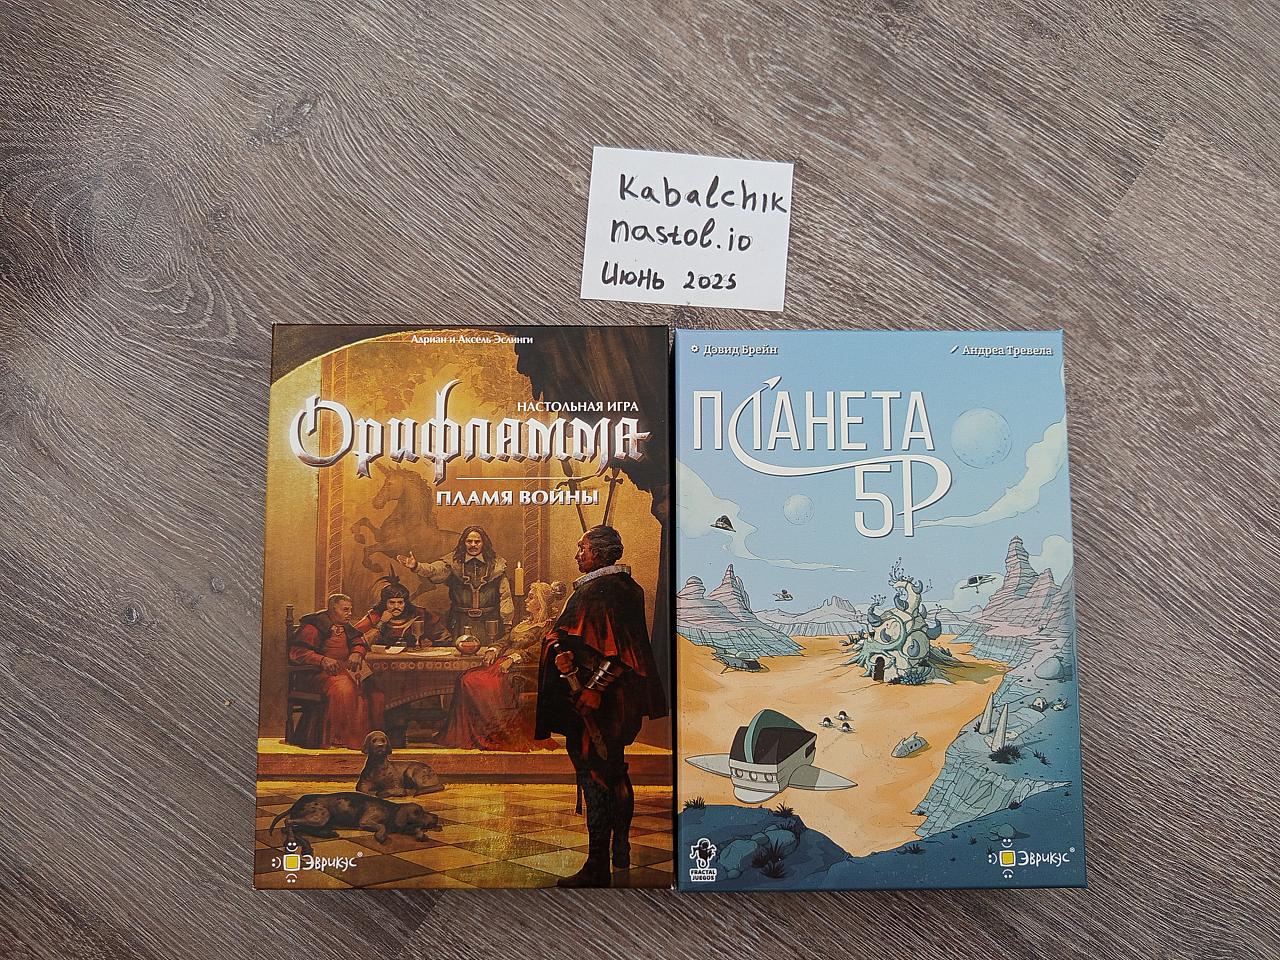 Kabalchik
nastol.io
Июнь 2025
Адриан и Аксель Эслинги
НАСТОЛЬНАЯ ИГРА
Орифламма
ПЛАМЯ ВОЙНЫ
Эврикус®
Дэвид Брейн
Андреа Тревела
ПЛАНЕТА
5P
FRACTAL
JUEGOS
Эврикус®